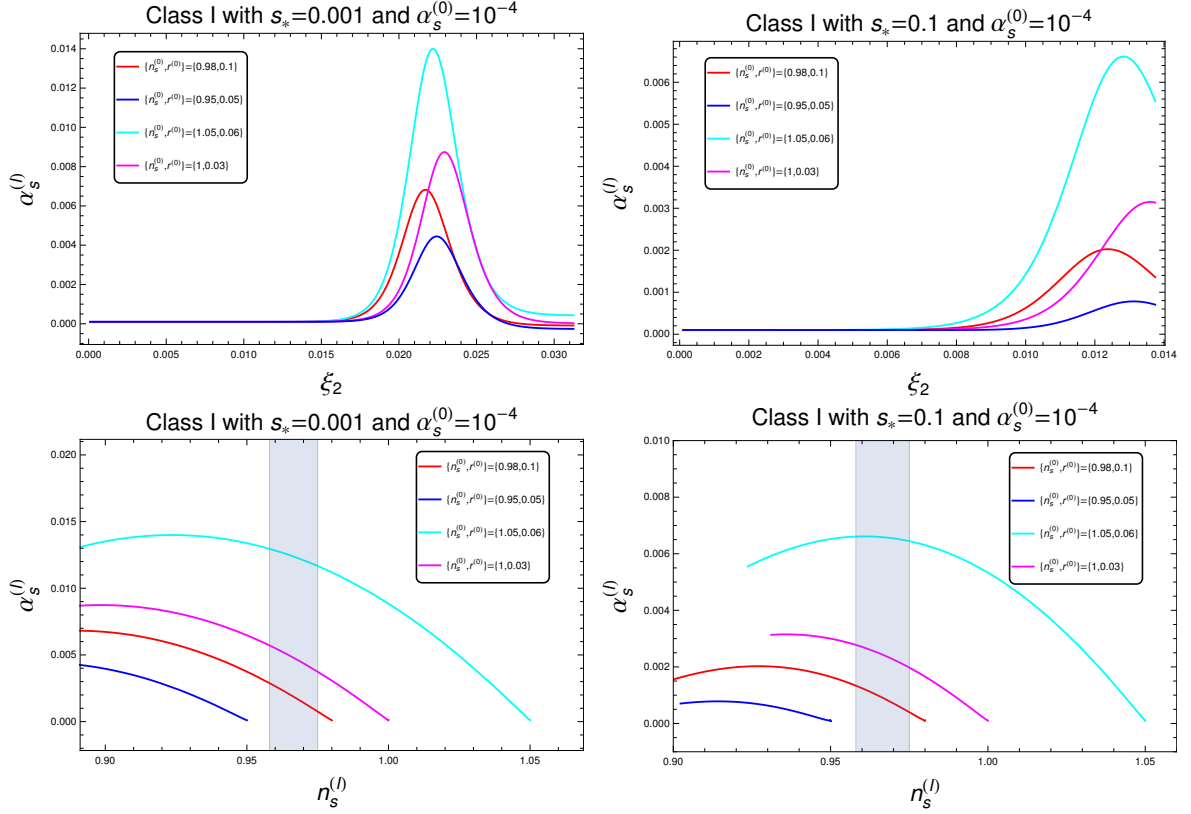 Class I with s_*=0.001 and α_s^(0)=10^-4
α_s^(I)
0.014
0.012
0.010
0.008
0.006
0.004
0.002
0.000
{n_s^(0),r^(0)}={0.98,0.1}
{n_s^(0),r^(0)}={0.95,0.05}
{n_s^(0),r^(0)}={1.05,0.06}
{n_s^(0),r^(0)}={1,0.03}
0.000 0.005 0.010 0.015 0.020 0.025 0.030
ξ_2
Class I with s_*=0.1 and α_s^(0)=10^-4
α_s^(I)
0.006
0.005
0.004
0.003
0.002
0.001
0.000
{n_s^(0),r^(0)}={0.98,0.1}
{n_s^(0),r^(0)}={0.95,0.05}
{n_s^(0),r^(0)}={1.05,0.06}
{n_s^(0),r^(0)}={1,0.03}
0.000 0.002 0.004 0.006 0.008 0.010 0.012 0.014
ξ_2
Class I with s_*=0.001 and α_s^(0)=10^-4
α_s^(I)
0.020
0.015
0.010
0.005
0.000
{n_s^(0),r^(0)}={0.98,0.1}
{n_s^(0),r^(0)}={0.95,0.05}
{n_s^(0),r^(0)}={1.05,0.06}
{n_s^(0),r^(0)}={1,0.03}
0.90 0.95 1.00 1.05
n_s^(I)
Class I with s_*=0.1 and α_s^(0)=10^-4
α_s^(I)
0.010
0.008
0.006
0.004
0.002
0.000
{n_s^(0),r^(0)}={0.98,0.1}
{n_s^(0),r^(0)}={0.95,0.05}
{n_s^(0),r^(0)}={1.05,0.06}
{n_s^(0),r^(0)}={1,0.03}
0.90 0.95 1.00 1.05
n_s^(I)